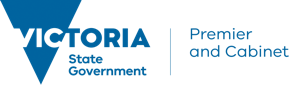 VICTORIA
State
Government
Premier
and Cabinet